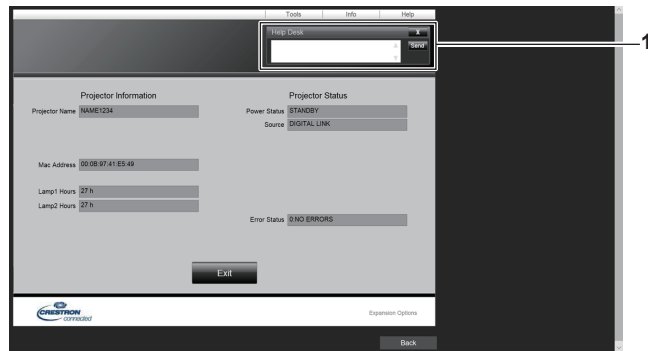 Tools Info Help
Help Desk X
Send
1
Projector Information
Projector Name NAME1234
Mac Address 00:0B:97:41:E5:49
Lamp1 Hours 27 h
Lamp2 Hours 27 h
Projector Status
Power Status STANDBY
Source DIGITAL LINK
Error Status 0:NO ERRORS
Exit
CRESTRON
connected
Expansion Options
Back